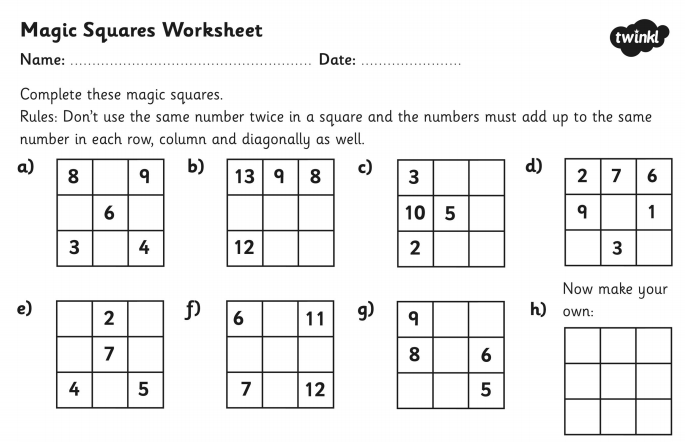 Magic Squares Worksheet
twinkl
Name: ................................................... Date: ......................
Complete these magic squares.
Rules: Don't use the same number twice in a square and the numbers must add up to the same
number in each row, column and diagonally as well.
a)
8 9
6
3 4
b)
13 9 8
12
c)
3
10 5
2
d)
2 7 6
9 1
3
e)
2
7
4 5
f)
6 11
7 12
g)
9
8 6
5
Now make your
h) own: